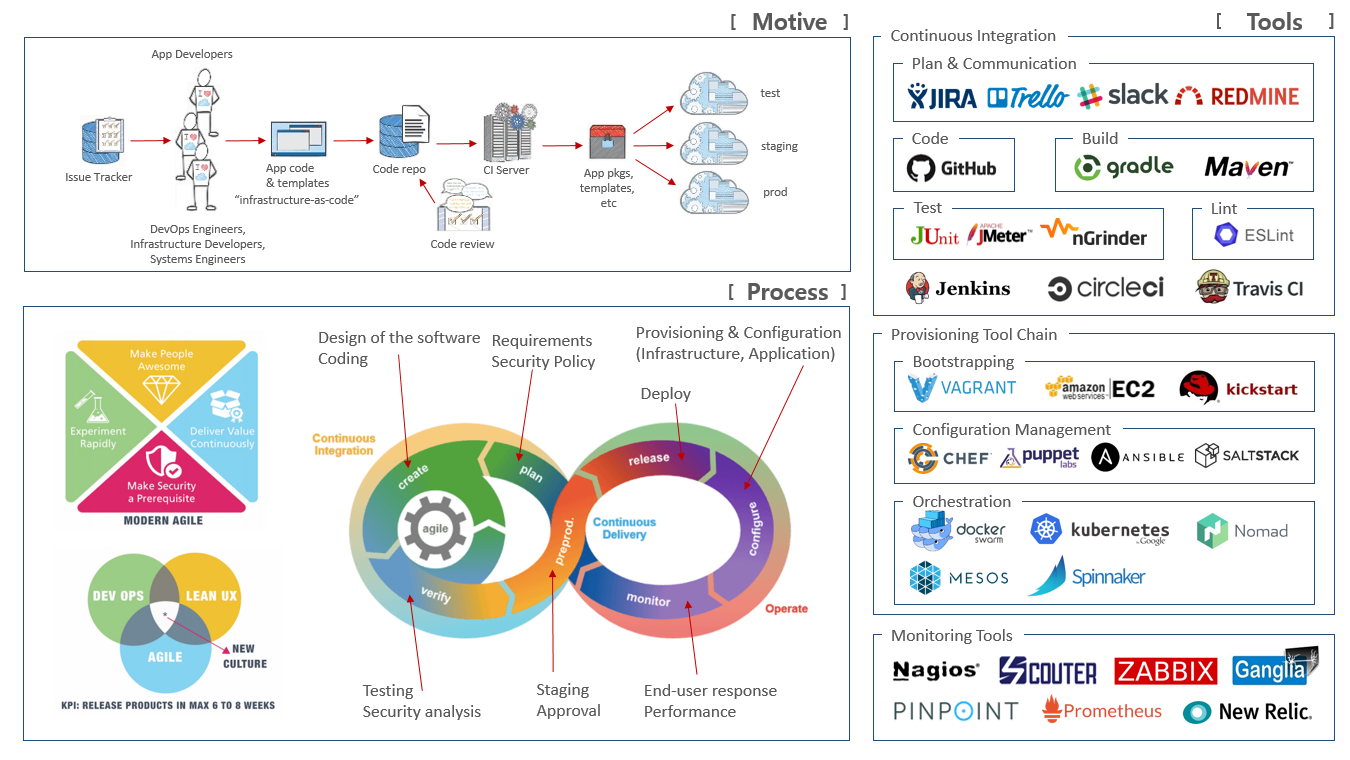 [ Motive ]
App Developers
I ❤
I ❤
I ❤
Issue Tracker
App code
& templates
“infrastructure-as-code”
Code repo
CI Server
App pkgs,
templates,
etc
test
staging
prod
Code review
DevOps Engineers,
Infrastructure Developers,
Systems Engineers
[ Process ]
Make People
Awesome
Experiment
Rapidly
Deliver Value
Continuously
Make Security
a Prerequisite
MODERN AGILE
DEV OPS
LEAN UX
*
AGILE
NEW
CULTURE
KPI: RELEASE PRODUCTS IN MAX 6 TO 8 WEEKS
Design of the software
Coding
Requirements
Security Policy
Provisioning & Configuration
(Infrastructure, Application)
Deploy
Continuous
Integration
create
plan
agile
verify
preprod.
release
Continuous
Delivery
configure
monitor
Operate
Testing
Security analysis
Staging
Approval
End-user response
Performance
[ Tools ]
Continuous Integration
Plan & Communication
JIRA Trello slack REDMINE
Code
GitHub
Build
gradle Maven™
Test
JUnit APACHE JMeter™ nGrinder
Lint
ESLint
Jenkins circleci Travis CI
Provisioning Tool Chain
Bootstrapping
VAGRANT amazon web services™ EC2 kickstart
Configuration Management
CHEF puppet labs ANSIBLE SALTSTACK
Orchestration
docker swarm kubernetes by Google Nomad
MESOS Spinnaker
Monitoring Tools
Nagios® SCOUTER ZABBIX Ganglia
PINPOINT Prometheus New Relic.